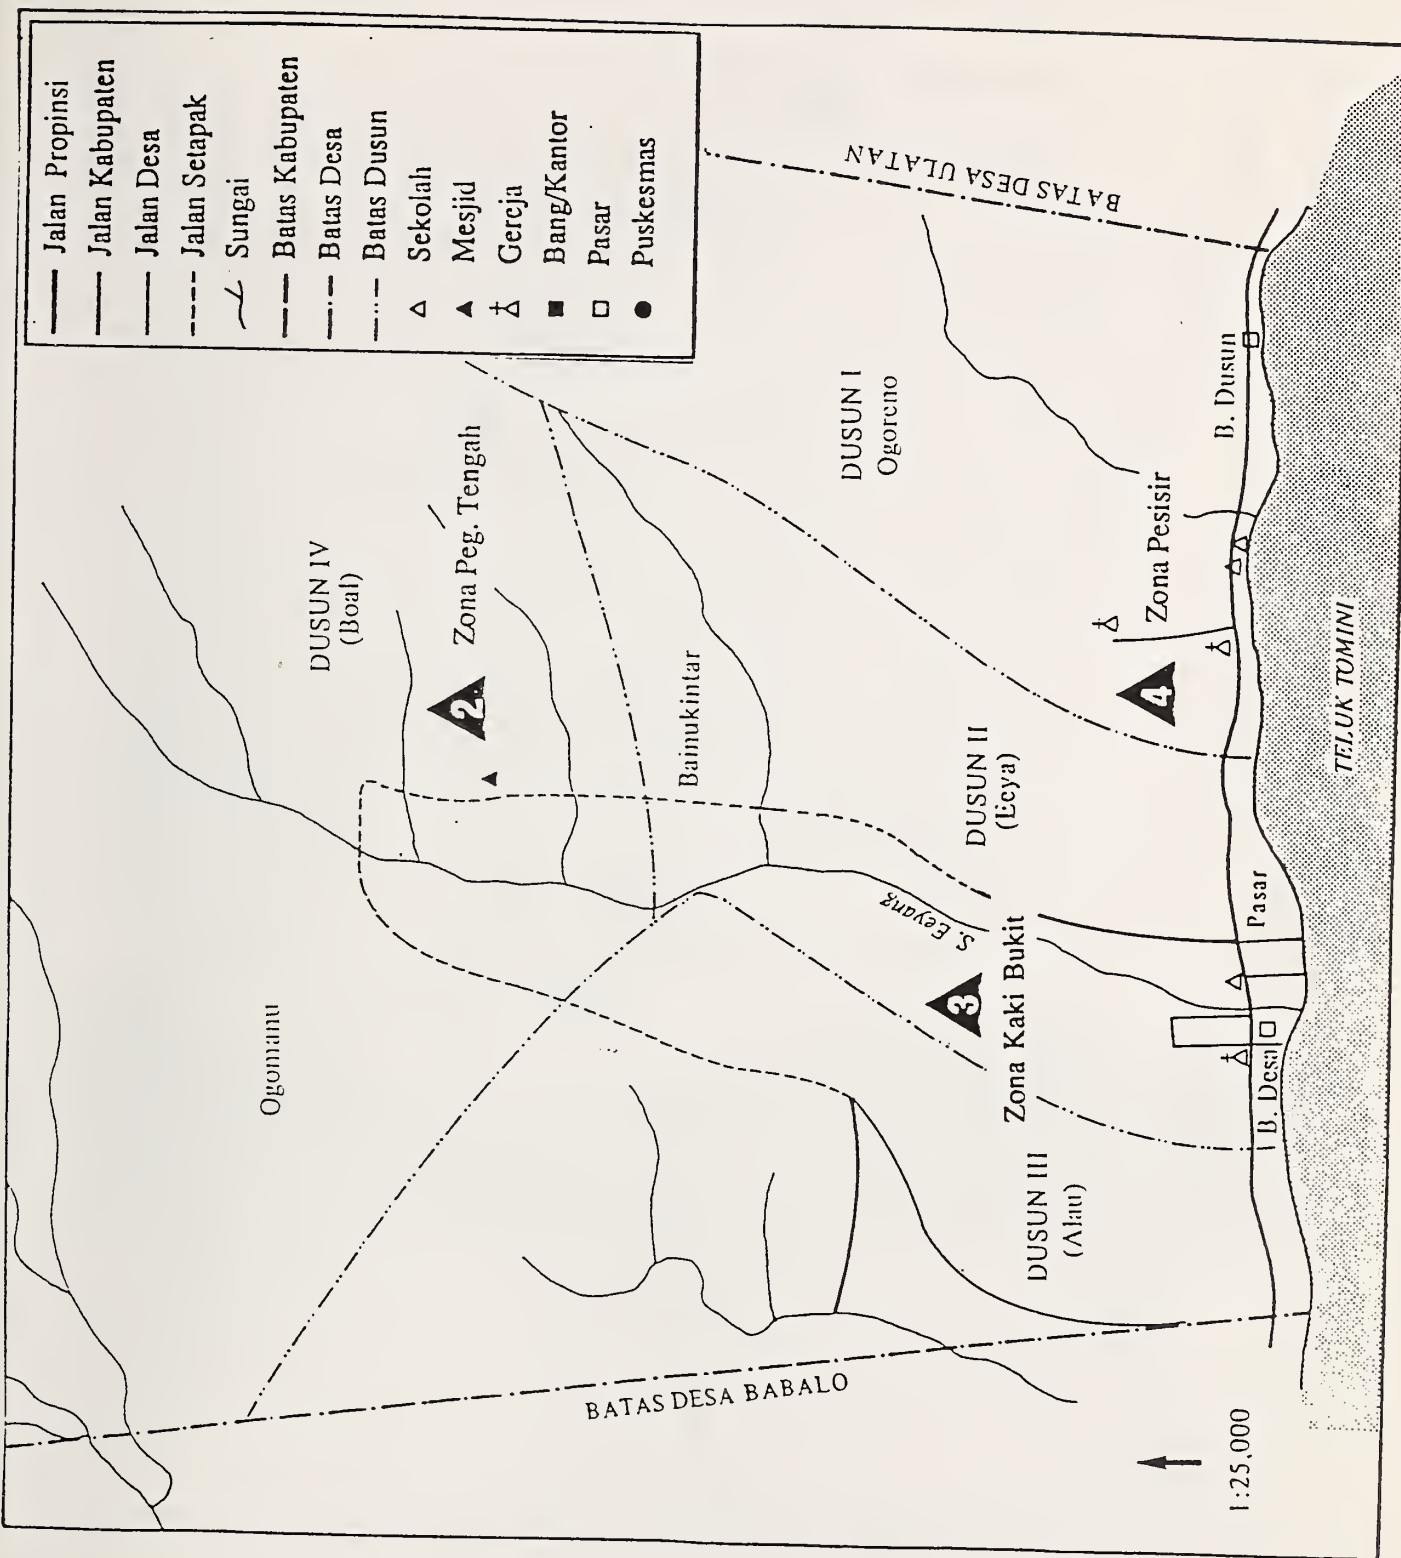 Jalan Propinsi
Jalan Kabupaten
Jalan Desa
Jalan Setapak
Sungai
Batas Kabupaten
Batas Desa
Batas Dusun
Sekolah
Mesjid
Gereja
Bang/Kantor
Pasar
Puskesmas
Ogomanu
DUSUN IV
(Boal)
2
Zona Peg. Tengah
Bainukintar
BATAS DESA BABALO
DUSUN III
(Alau)
3
Zona Kaki Bukit
S. Eeyang
DUSUN II
(Eeya)
DUSUN I
Ogoreno
BATAS DESA ULATAN
4
Zona Pesisir
B. Desa
Pasar
B. Dusun
TELUK TOMINI
1:25,000